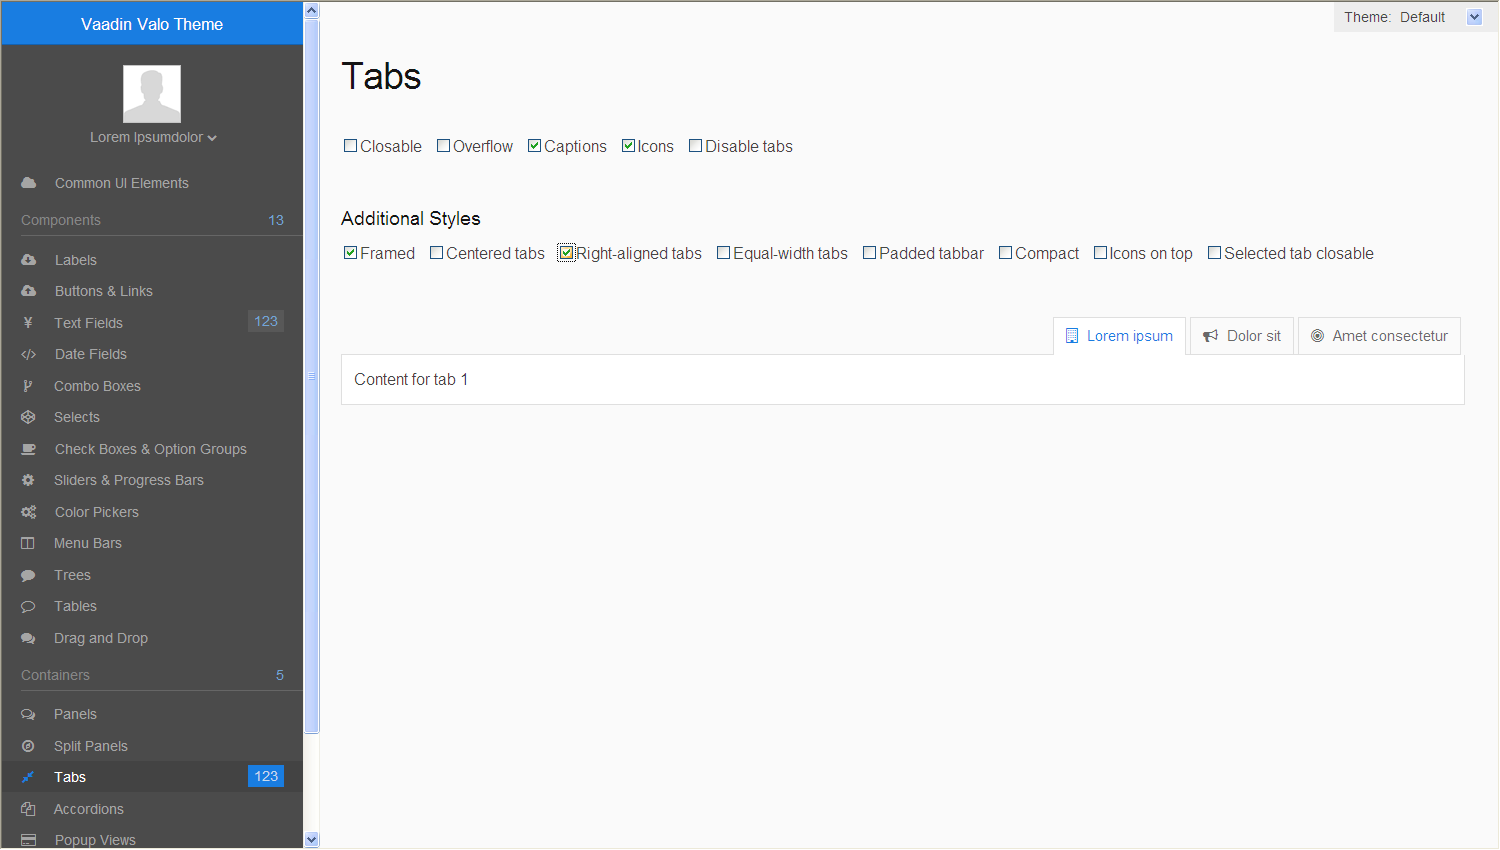 Vaadin Valo Theme
Lorem Ipsumdolor
Common UI Elements
Components 13
Labels
Buttons & Links
Text Fields 123
Date Fields
Combo Boxes
Selects
Check Boxes & Option Groups
Sliders & Progress Bars
Color Pickers
Menu Bars
Trees
Tables
Drag and Drop
Containers 5
Panels
Split Panels
Tabs 123
Accordions
Popup Views
Theme: Default
Tabs
Closable Overflow Captions Icons Disable tabs
Additional Styles
Framed Centered tabs Right-aligned tabs Equal-width tabs Padded tabbar Compact Icons on top Selected tab closable
Lorem ipsum Dolor sit Amet consectetur
Content for tab 1